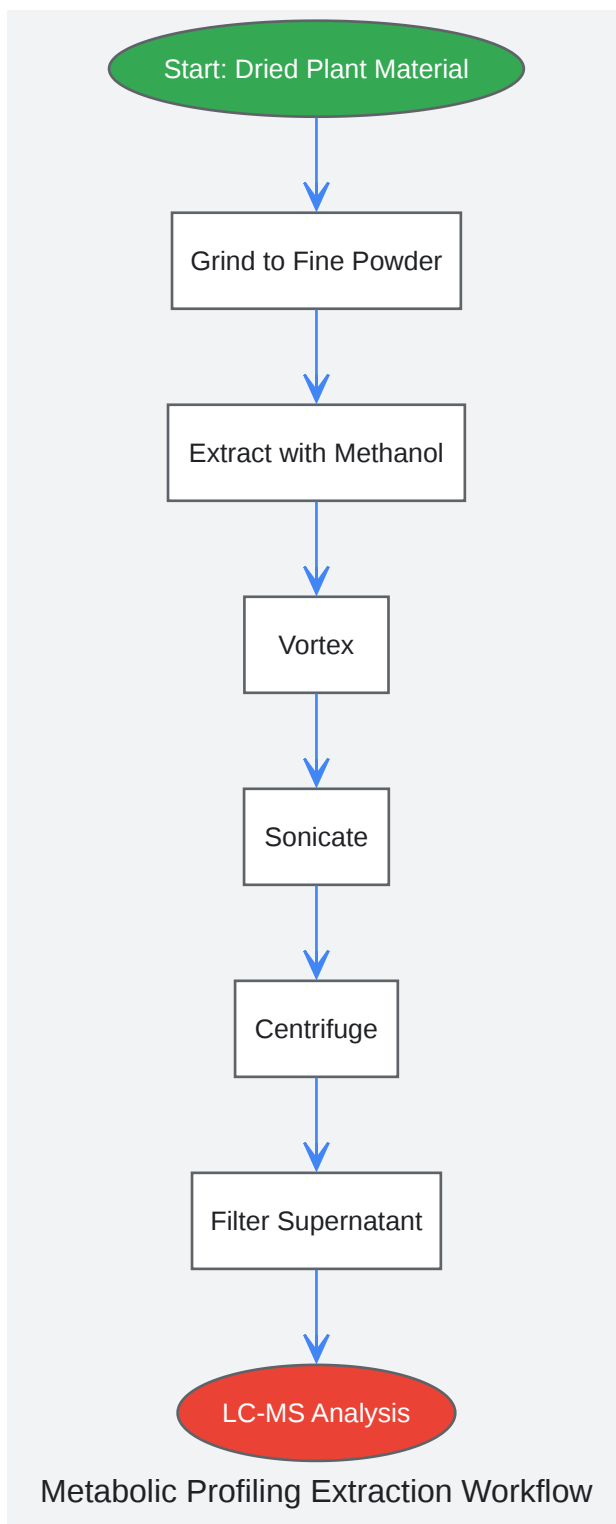 Start: Dried Plant Material
Grind to Fine Powder
Extract with Methanol
Vortex
Sonicate
Centrifuge
Filter Supernatant
LC-MS Analysis
Metabolic Profiling Extraction Workflow